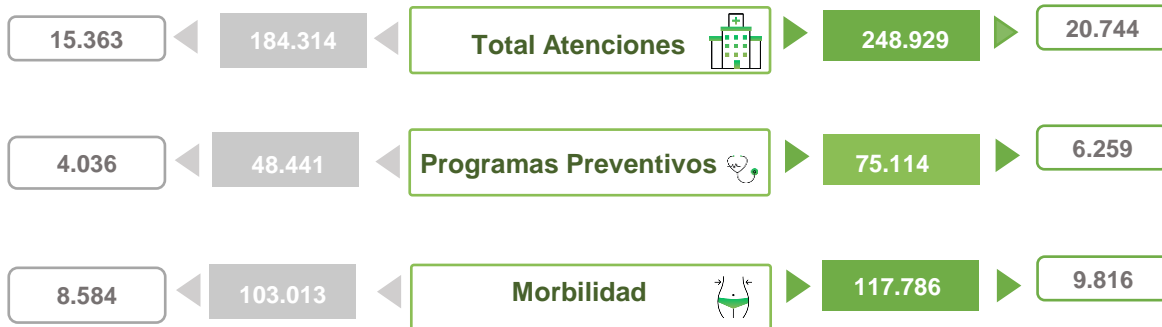 15.363 184.314 Total Atenciones 248.929 20.744
4.036 48.441 Programas Preventivos 75.114 6.259
8.584 103.013 Morbilidad 117.786 9.816